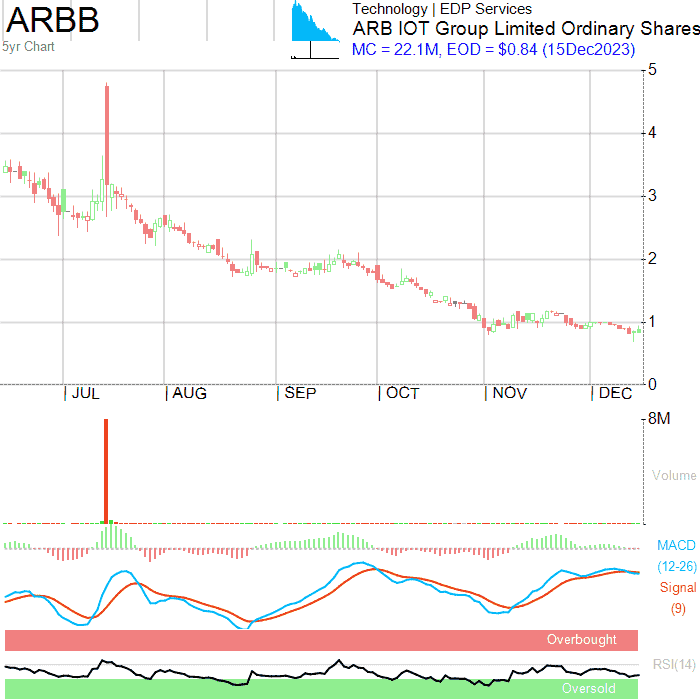 ARBB
5yr Chart
Technology | EDP Services
ARB IOT Group Limited Ordinary Shares
MC = 22.1M, EOD = $0.84 (15Dec2023)
5
4
3
2
1
0
JUL AUG SEP OCT NOV DEC
8M
Volume
MACD
(12-26)
Signal
(9)
Overbought
RSI(14)
Oversold